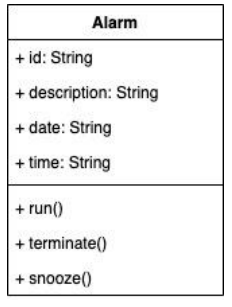 Alarm
+ id: String
+ description: String
+ date: String
+ time: String
+ run()
+ terminate()
+ snooze()